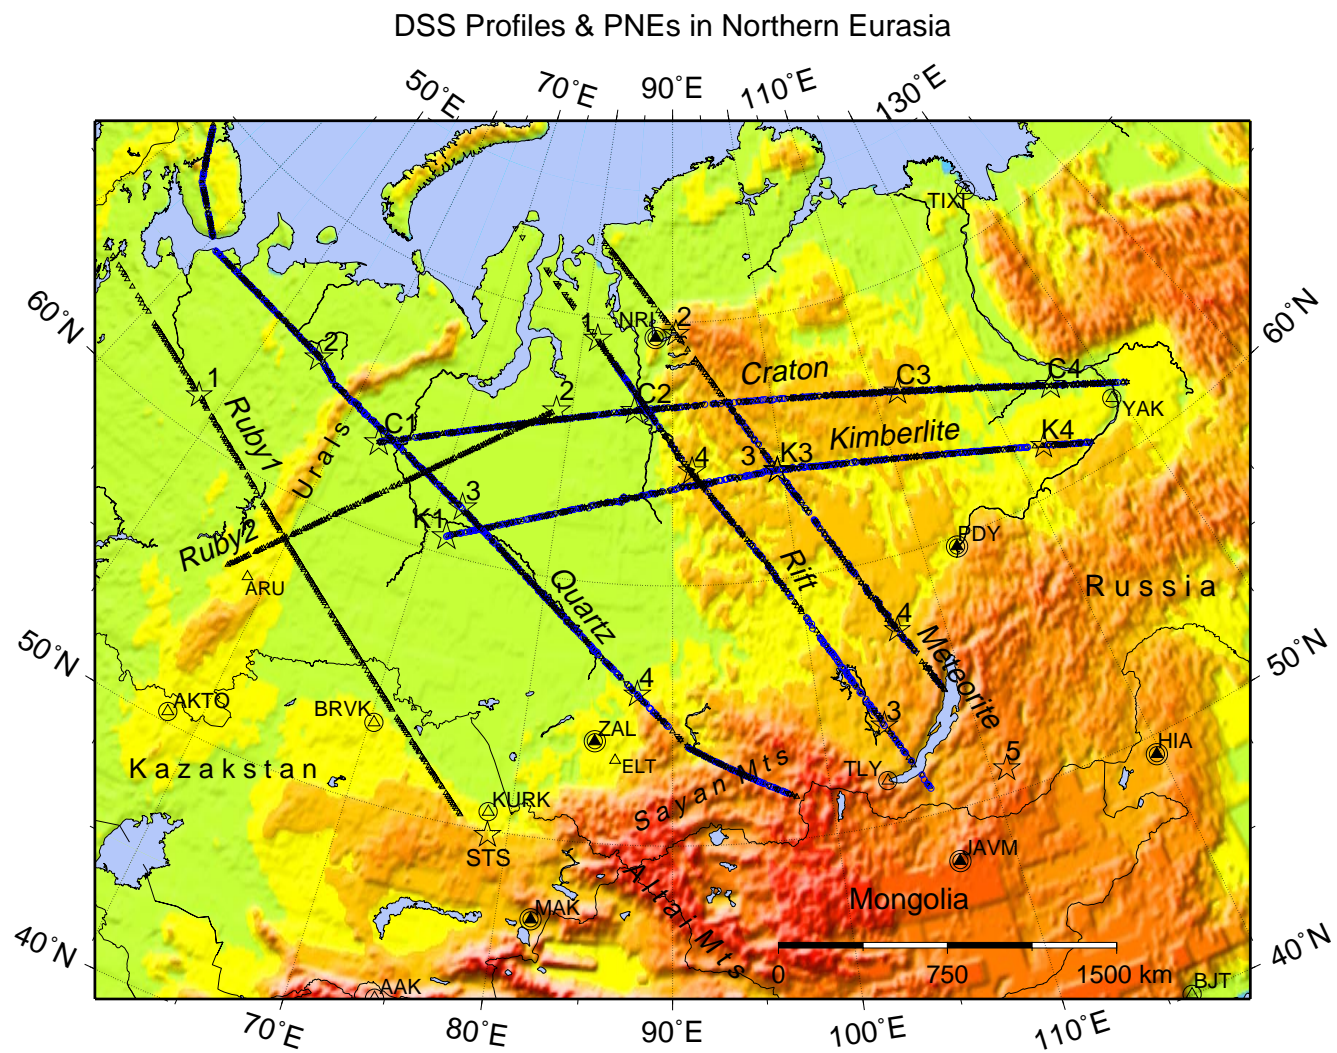 DSS Profiles & PNEs in Northern Eurasia
50˚E
70˚E
90˚E
110˚E
130˚E
60˚N
50˚N
40˚N
60˚N
50˚N
40˚N
TIXI
NRI
1
2
2
1
2
C1
C2
C3
C4
Craton
YAK
Ruby1
Urals
Kimberlite
K4
K3
3
4
3
K1
Ruby2
ARU
PDY
Rift
Russia
Quartz
4
Meteorite
4
3
5
HIA
AKTO
BRVK
ZAL
ELT
TLY
Kazakstan
KURK
Sayan Mts
STS
JAVM
Altai Mts
Mongolia
MAK
AAK
BJT
0
750
1500 km
70˚E
80˚E
90˚E
100˚E
110˚E